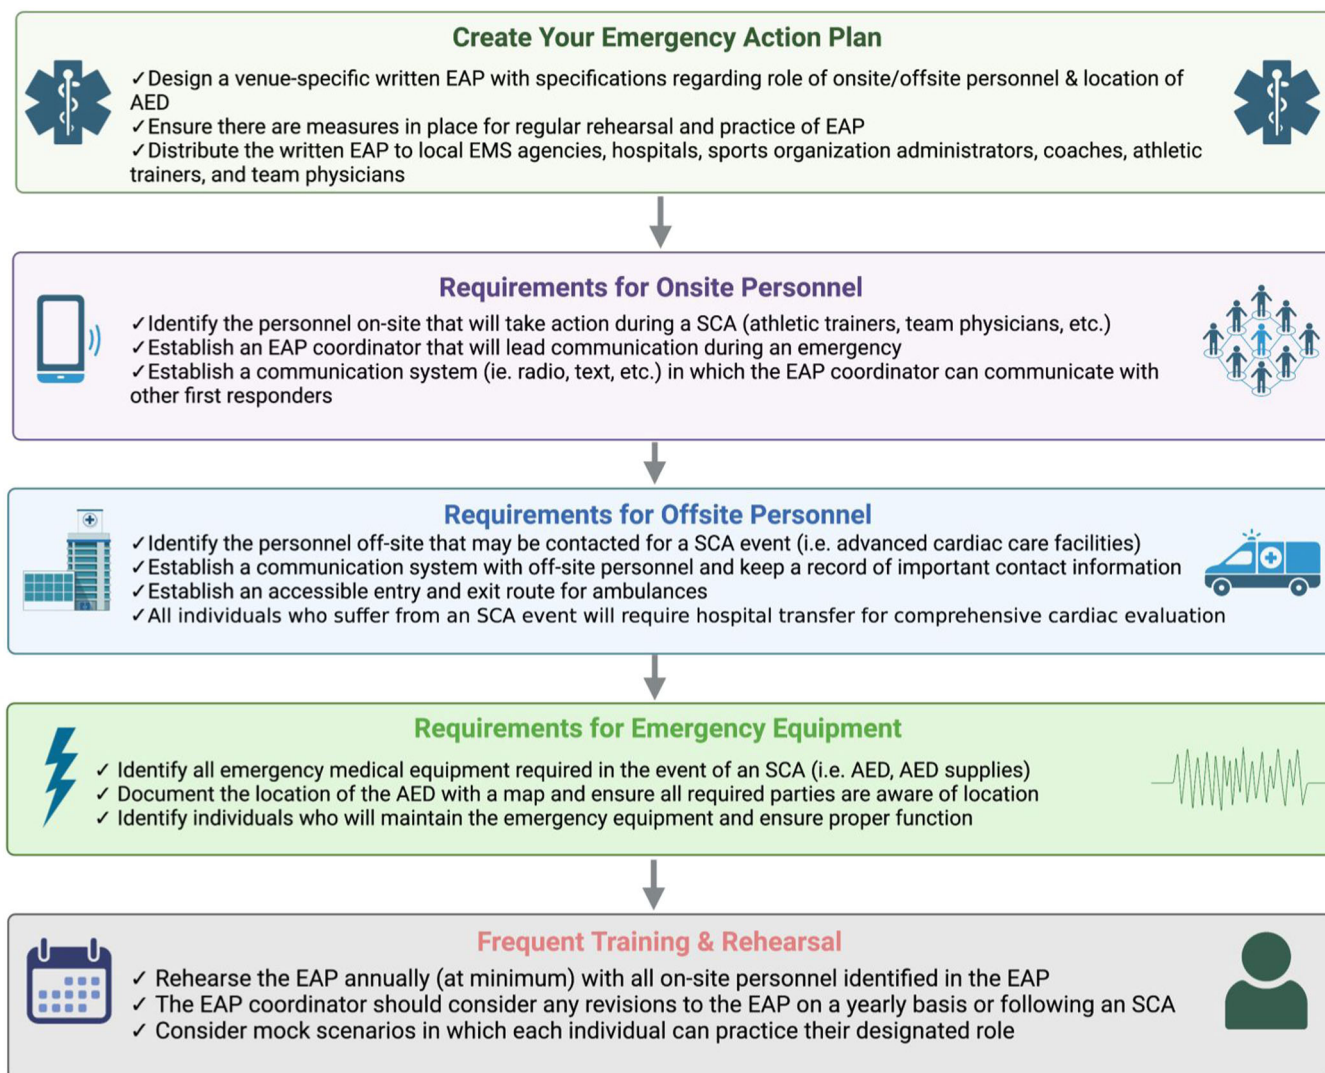 Create Your Emergency Action Plan
✓Design a venue-specific written EAP with specifications regarding role of onsite/offsite personnel & location of
AED
✓Ensure there are measures in place for regular rehearsal and practice of EAP
✓Distribute the written EAP to local EMS agencies, hospitals, sports organization administrators, coaches, athletic
trainers, and team physicians
Requirements for Onsite Personnel
✓Identify the personnel on-site that will take action during a SCA (athletic trainers, team physicians, etc.)
✓Establish an EAP coordinator that will lead communication during an emergency
✓Establish a communication system (ie. radio, text, etc.) in which the EAP coordinator can communicate with
other first responders
Requirements for Offsite Personnel
✓Identify the personnel off-site that may be contacted for a SCA event (i.e. advanced cardiac care facilities)
✓Establish a communication system with off-site personnel and keep a record of important contact information
✓Establish an accessible entry and exit route for ambulances
✓All individuals who suffer from an SCA event will require hospital transfer for comprehensive cardiac evaluation
Requirements for Emergency Equipment
✓ Identify all emergency medical equipment required in the event of an SCA (i.e. AED, AED supplies)
✓ Document the location of the AED with a map and ensure all required parties are aware of location
✓ Identify individuals who will maintain the emergency equipment and ensure proper function
Frequent Training & Rehearsal
✓ Rehearse the EAP annually (at minimum) with all on-site personnel identified in the EAP
✓ The EAP coordinator should consider any revisions to the EAP on a yearly basis or following an SCA
✓ Consider mock scenarios in which each individual can practice their designated role